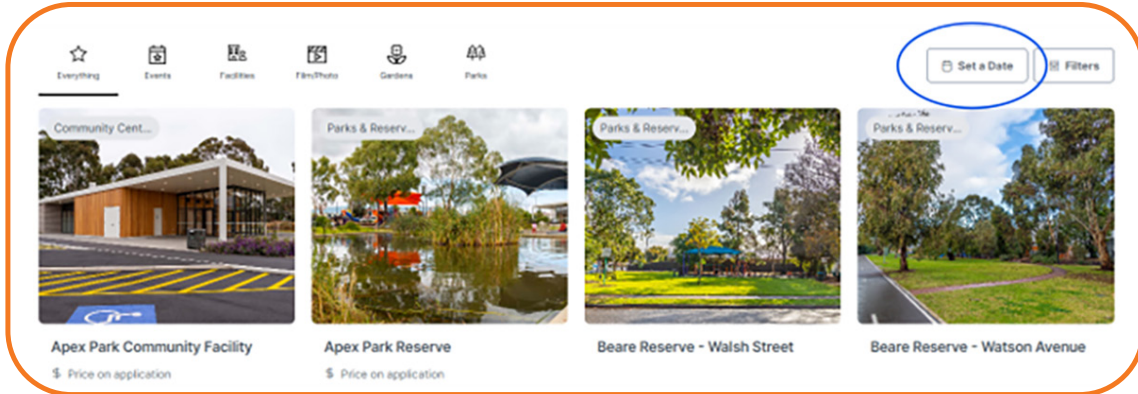 Everything
Events
Facilities
Film/Photo
Gardens
Parks
Set a Date
Filters
Community Cent...
Parks & Reserv...
Parks & Reserv...
Parks & Reserv...
Apex Park Community Facility
Apex Park Reserve
Beare Reserve - Walsh Street
Beare Reserve - Watson Avenue
$ Price on application
$ Price on application